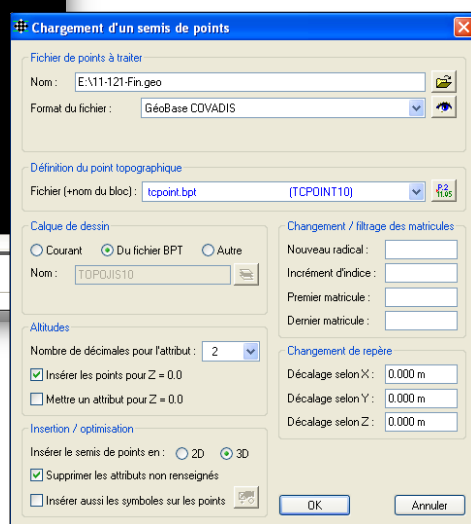 Chargement d'un semis de points
Fichier de points à traiter
Nom : E:\11-121-Fin.geo
Format du fichier : GéoBase COVADIS
Définition du point topographique
Fichier (+nom du bloc) : tcpoint.bpt (TCPOINT10)
P.2
11.05
Calque de dessin
Courant Du fichier BPT Autre
Nom : TOPOJIS10
Altitudes
Nombre de décimales pour l'attribut : 2
Insérer les points pour Z = 0.0
Mettre un attribut pour Z = 0.0
Insertion / optimisation
Insérer le semis de points en : 2D 3D
Supprimer les attributs non renseignés
Insérer aussi les symboles sur les points
Changement / filtrage des matricules
Nouveau radical :
Incrément d'indice :
Premier matricule :
Dernier matricule :
Changement de repère
Décalage selon X : 0.000 m
Décalage selon Y : 0.000 m
Décalage selon Z : 0.000 m
OK Annuler